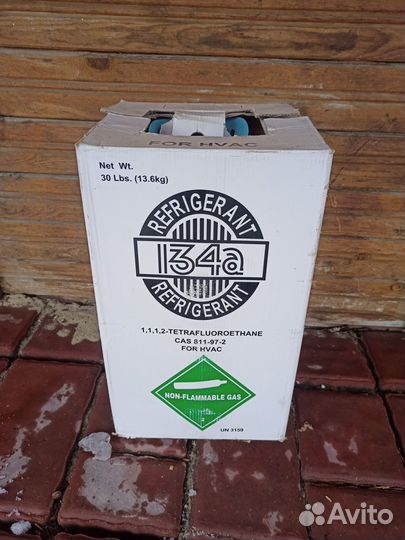 FOR HVAC
Net Wt.
30 Lbs. (13.6kg)
REFRIGERANT
134a
REFRIGERANT
1,1,1,2-TETRAFLUOROETHANE
CAS 811-97-2
FOR HVAC
NON-FLAMMABLE GAS
UN 3159
Avito